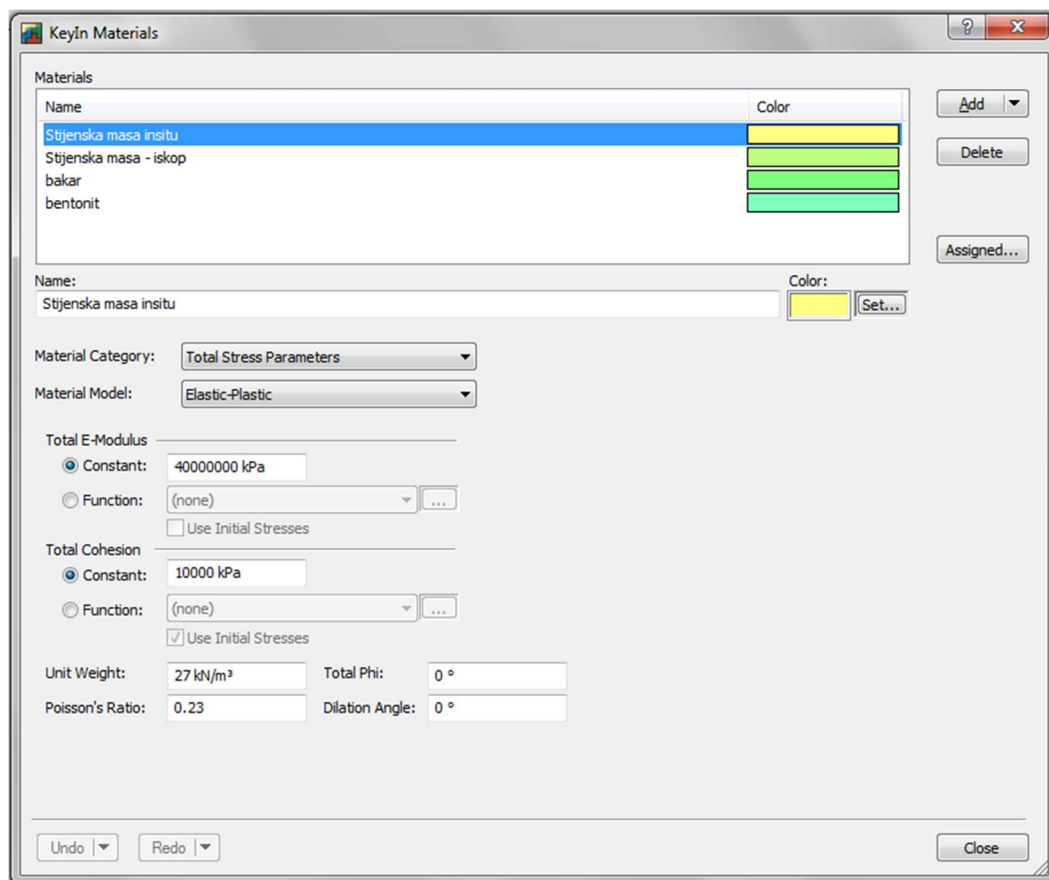 KeyIn Materials
Materials
Name Color
Stijenska masa insitu
Stijenska masa - iskop
bakar
bentonit
Add
Delete
Assigned...
Name: Color:
Stijenska masa insitu Set...
Material Category: Total Stress Parameters
Material Model: Elastic-Plastic
Total E-Modulus
Constant: 40000000 kPa
Function: (none) ...
Use Initial Stresses
Total Cohesion
Constant: 10000 kPa
Function: (none) ...
Use Initial Stresses
Unit Weight: 27 kN/m³ Total Phi: 0 °
Poisson's Ratio: 0.23 Dilation Angle: 0 °
Undo Redo Close